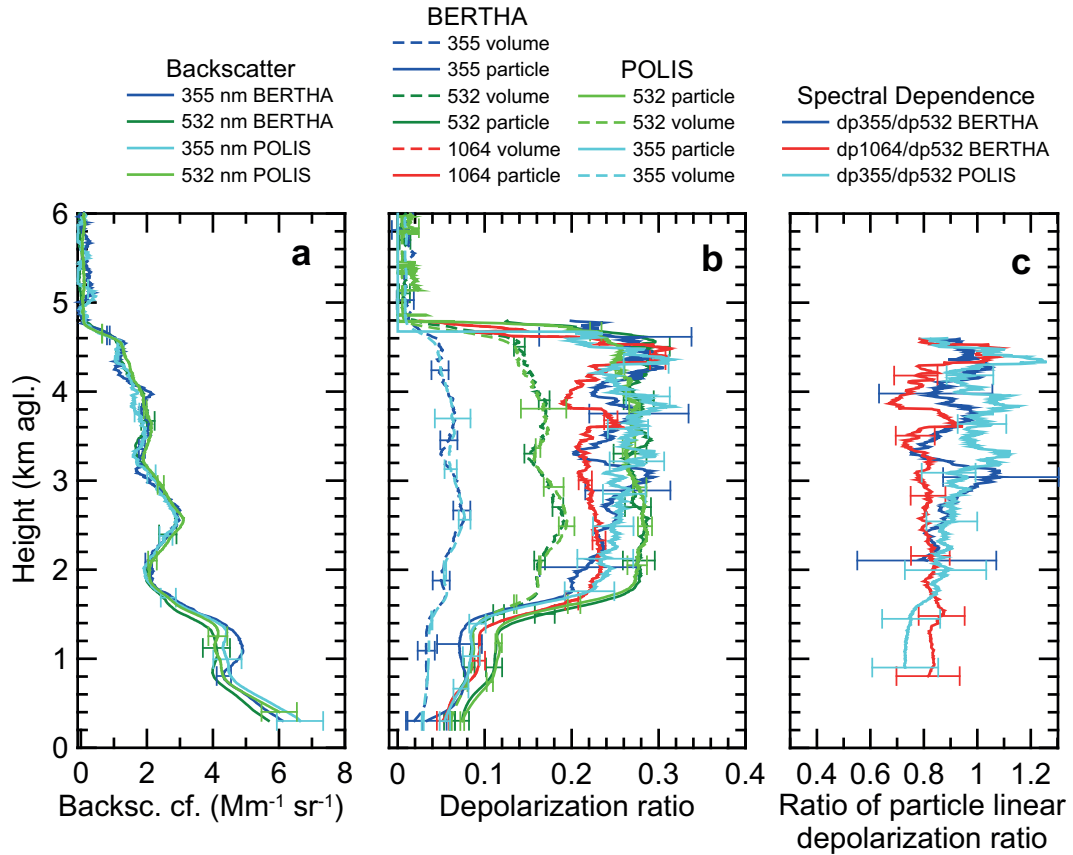 BERTHA
355 volume
355 particle
532 volume
532 particle
1064 volume
1064 particle
Backscatter
355 nm BERTHA
532 nm BERTHA
355 nm POLIS
532 nm POLIS
POLIS
532 particle
532 volume
355 particle
355 volume
Spectral Dependence
dp355/dp532 BERTHA
dp1064/dp532 BERTHA
dp355/dp532 POLIS
a
b
c
6
5
4
3
2
1
0
Height (km agl.)
0 2 4 6 8
Backsc. cf. (Mm⁻¹ sr⁻¹)
0 0.1 0.2 0.3 0.4
Depolarization ratio
0.4 0.6 0.8 1 1.2
Ratio of particle linear
depolarization ratio